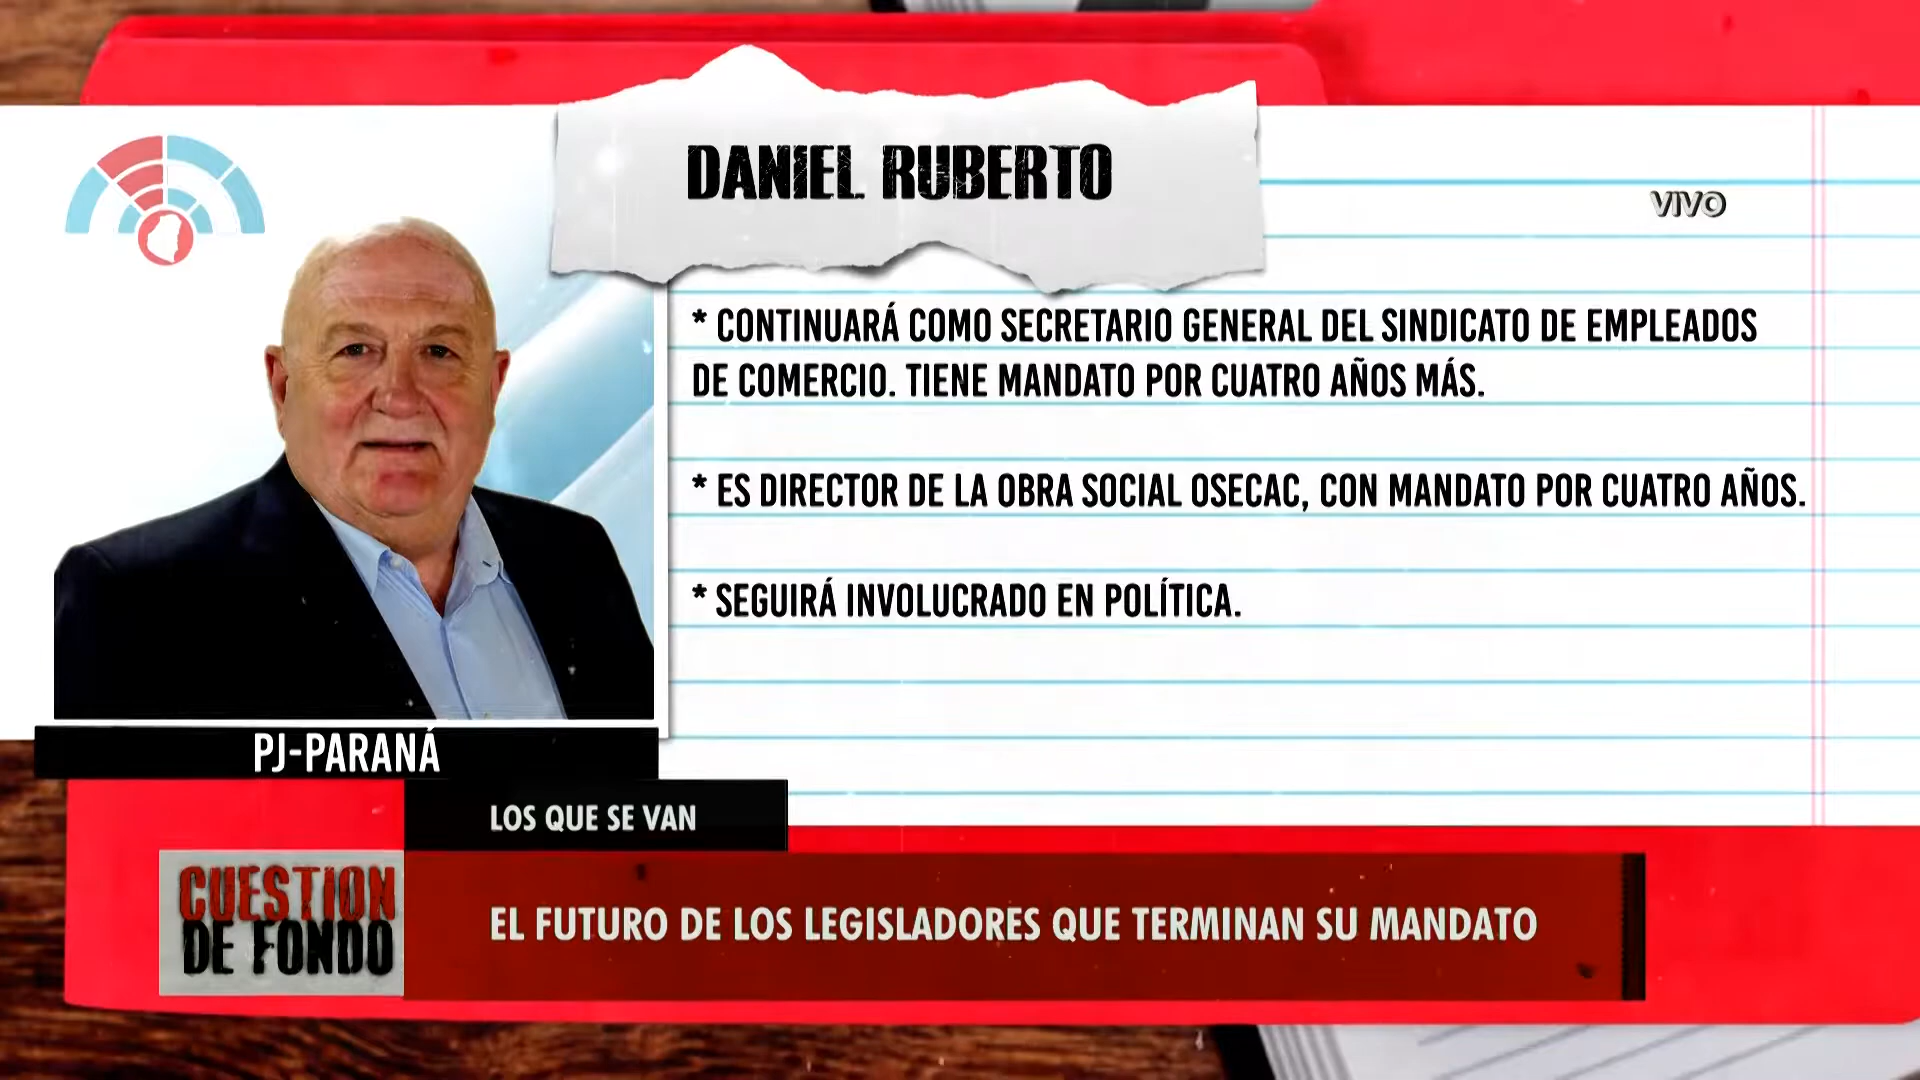 DANIEL RUBERTO
VIVO
* CONTINUARÁ COMO SECRETARIO GENERAL DEL SINDICATO DE EMPLEADOS
DE COMERCIO. TIENE MANDATO POR CUATRO AÑOS MÁS.
* ES DIRECTOR DE LA OBRA SOCIAL OSECAC, CON MANDATO POR CUATRO AÑOS.
* SEGUIRÁ INVOLUCRADO EN POLÍTICA.
PJ-PARANÁ
LOS QUE SE VAN
CUESTION
DE FONDO
EL FUTURO DE LOS LEGISLADORES QUE TERMINAN SU MANDATO